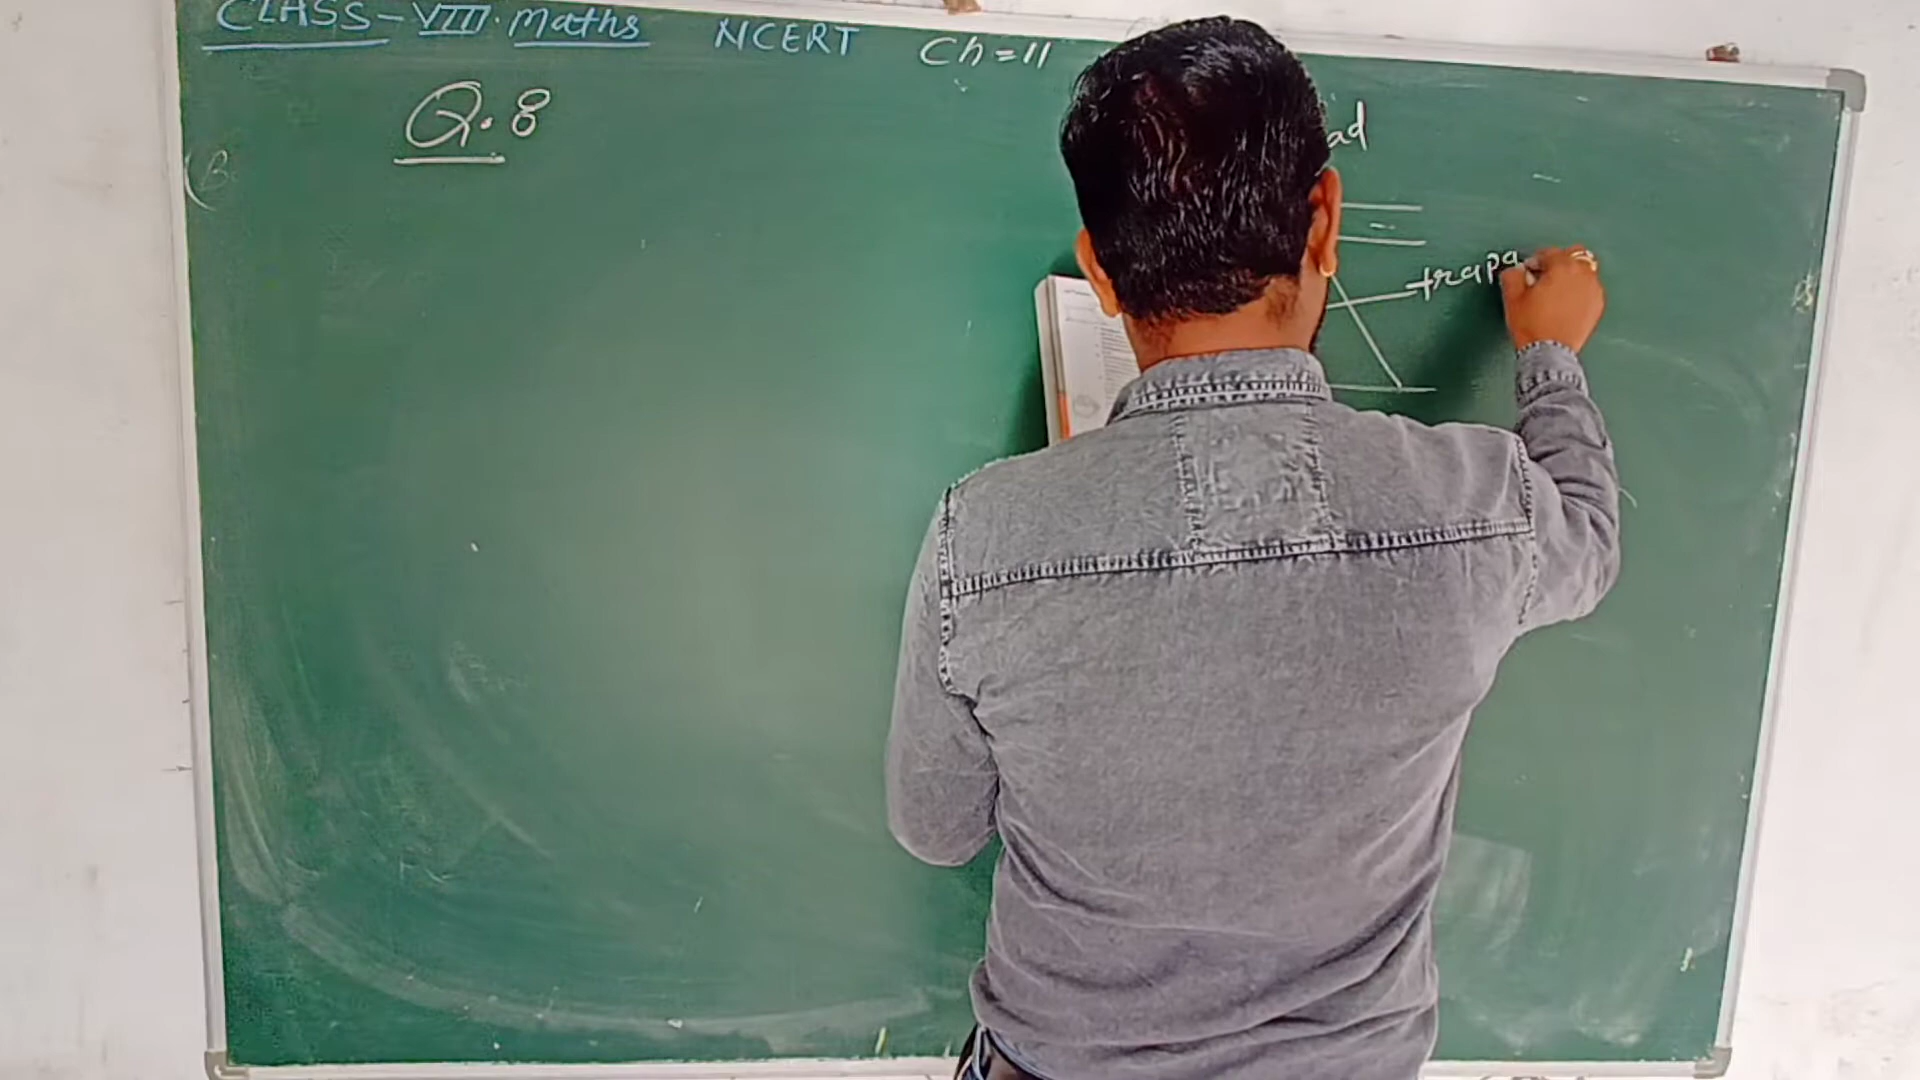 CLASS - VIII. Maths NCERT Ch = 11
Q. 8
ad
trapa